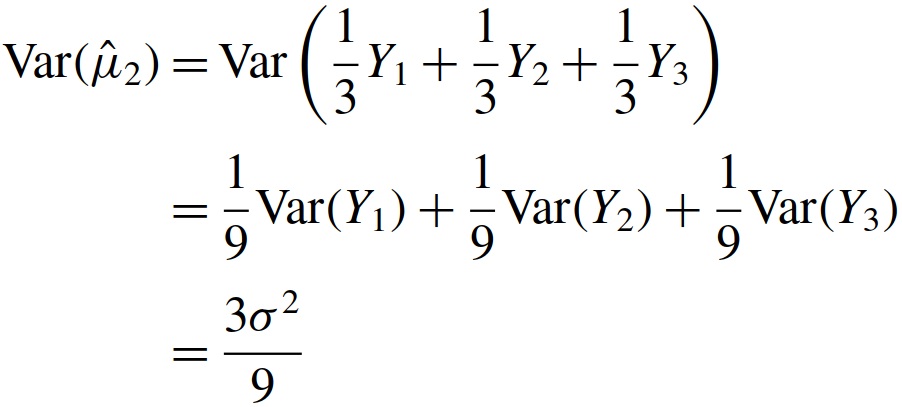 Var(μ̂₂) = Var(1/3 Y₁ + 1/3 Y₂ + 1/3 Y₃)
= 1/9 Var(Y₁) + 1/9 Var(Y₂) + 1/9 Var(Y₃)
= 3σ²/9